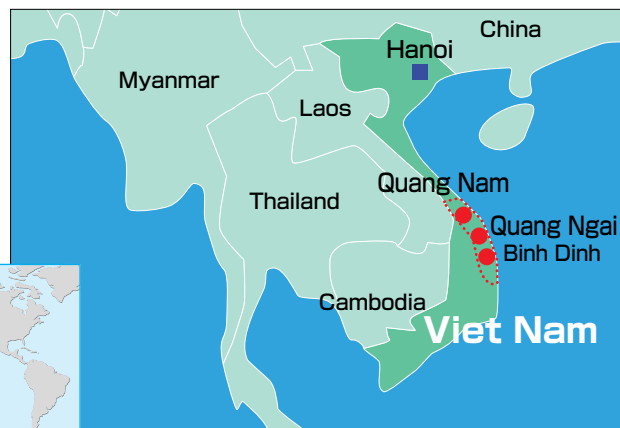 China
Hanoi
Myanmar
Laos
Quang Nam
Thailand
Quang Ngai
Binh Dinh
Cambodia
Viet Nam